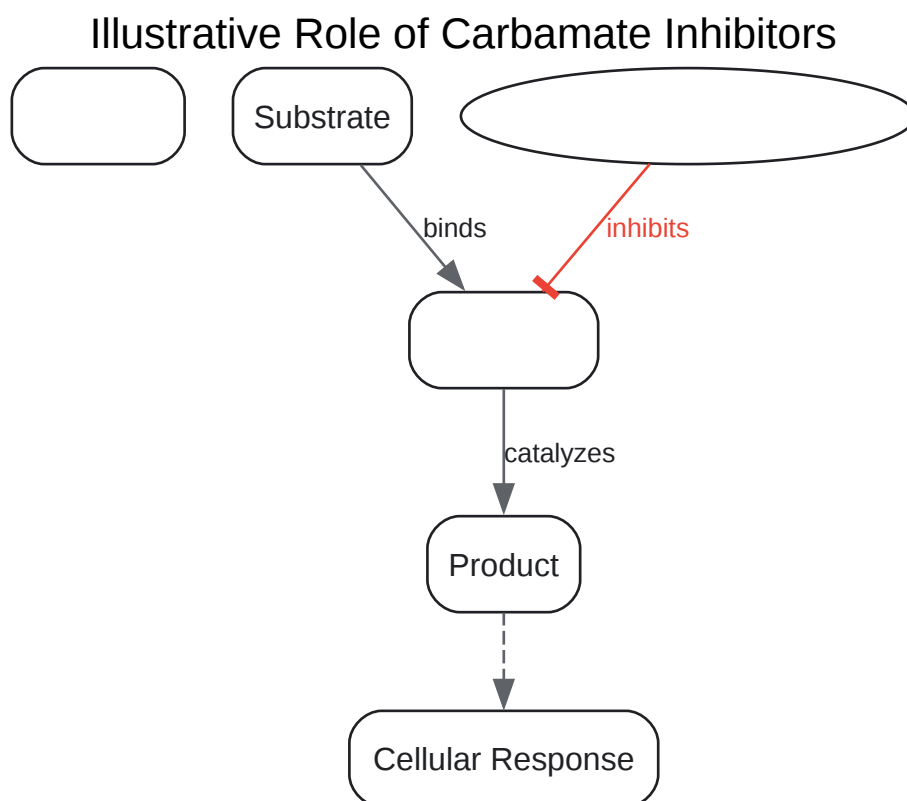 Illustrative Role of Carbamate Inhibitors
Substrate
binds
inhibits
catalyzes
Product
Cellular Response